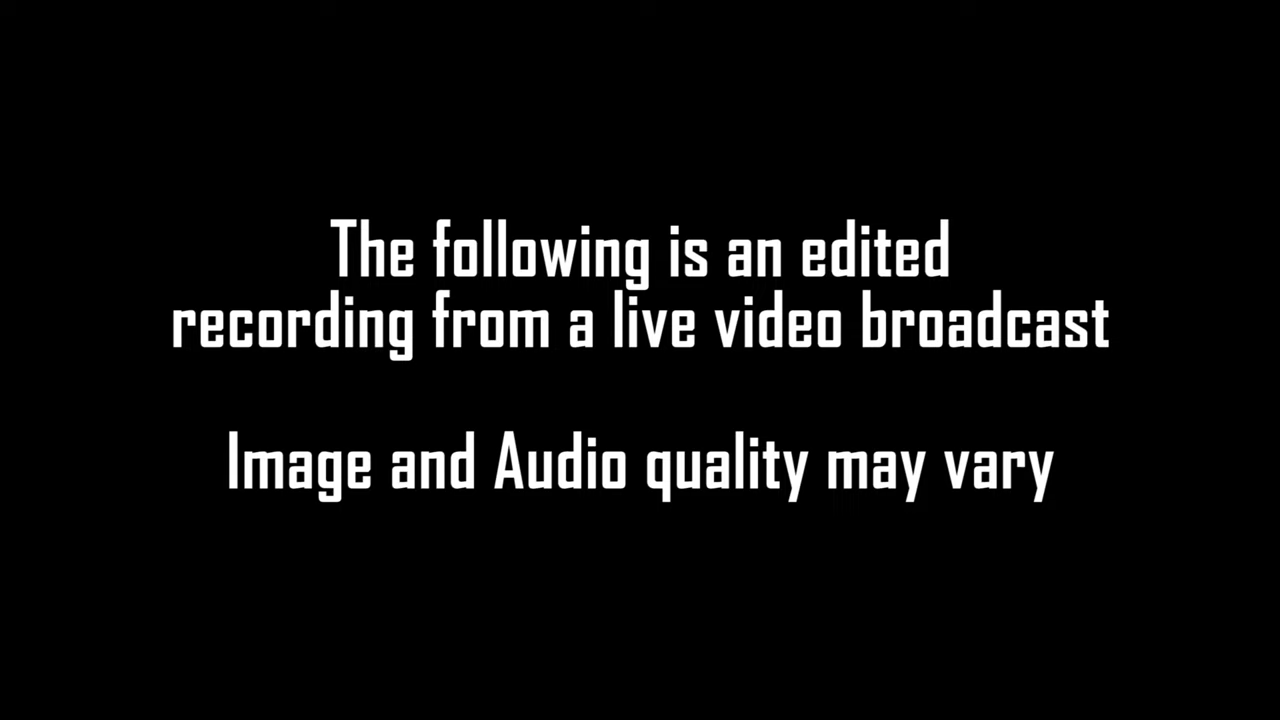 The following is an edited
recording from a live video broadcast
Image and Audio quality may vary